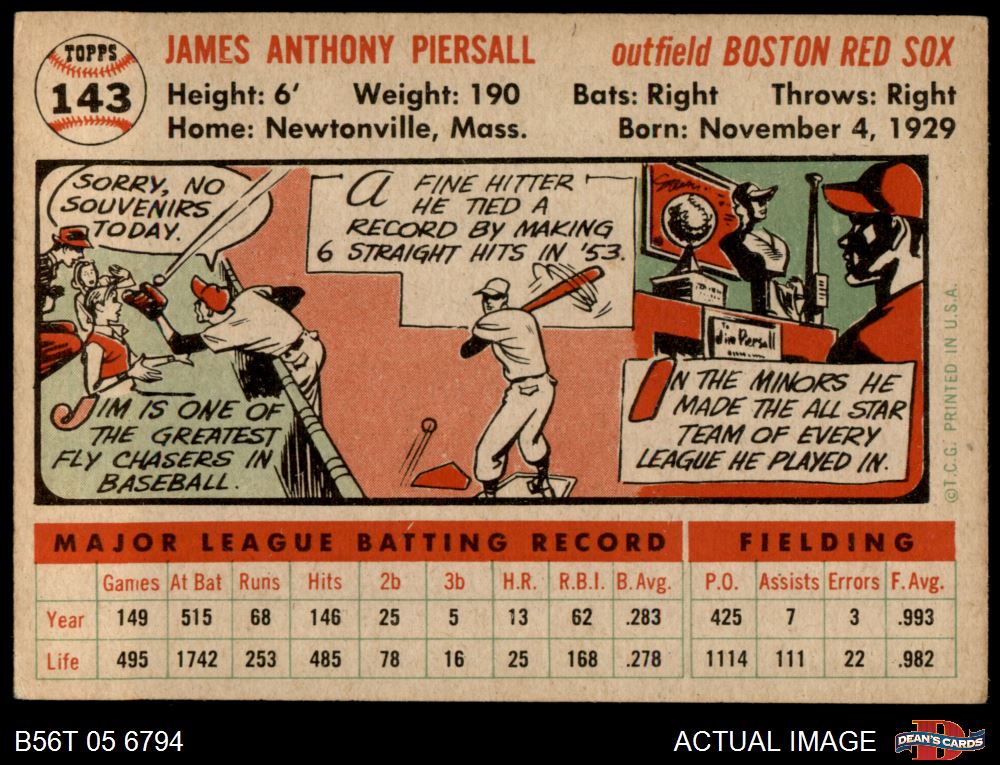 TOPPS
143
JAMES ANTHONY PIERSALL outfield BOSTON RED SOX
Height: 6' Weight: 190 Bats: Right Throws: Right
Home: Newtonville, Mass. Born: November 4, 1929
SORRY, NO
SOUVENIRS
TODAY.
JIM IS ONE OF
THE GREATEST
FLY CHASERS IN
BASEBALL.
A FINE HITTER
HE TIED A
RECORD BY MAKING
6 STRAIGHT HITS IN '53.
To
Jim Piersall
IN THE MINORS HE
MADE THE ALL STAR
TEAM OF EVERY
LEAGUE HE PLAYED IN.
©T.C.G. PRINTED IN U.S.A.
MAJOR LEAGUE BATTING RECORD FIELDING
Games At Bat Runs Hits 2b 3b H.R. R.B.I. B. Avg. P.O. Assists Errors F. Avg.
Year 149 515 68 146 25 5 13 62 .283 425 7 3 .993
Life 495 1742 253 485 78 16 25 168 .278 1114 111 22 .982
B56T 05 6794 ACTUAL IMAGE DEAN'S CARDS